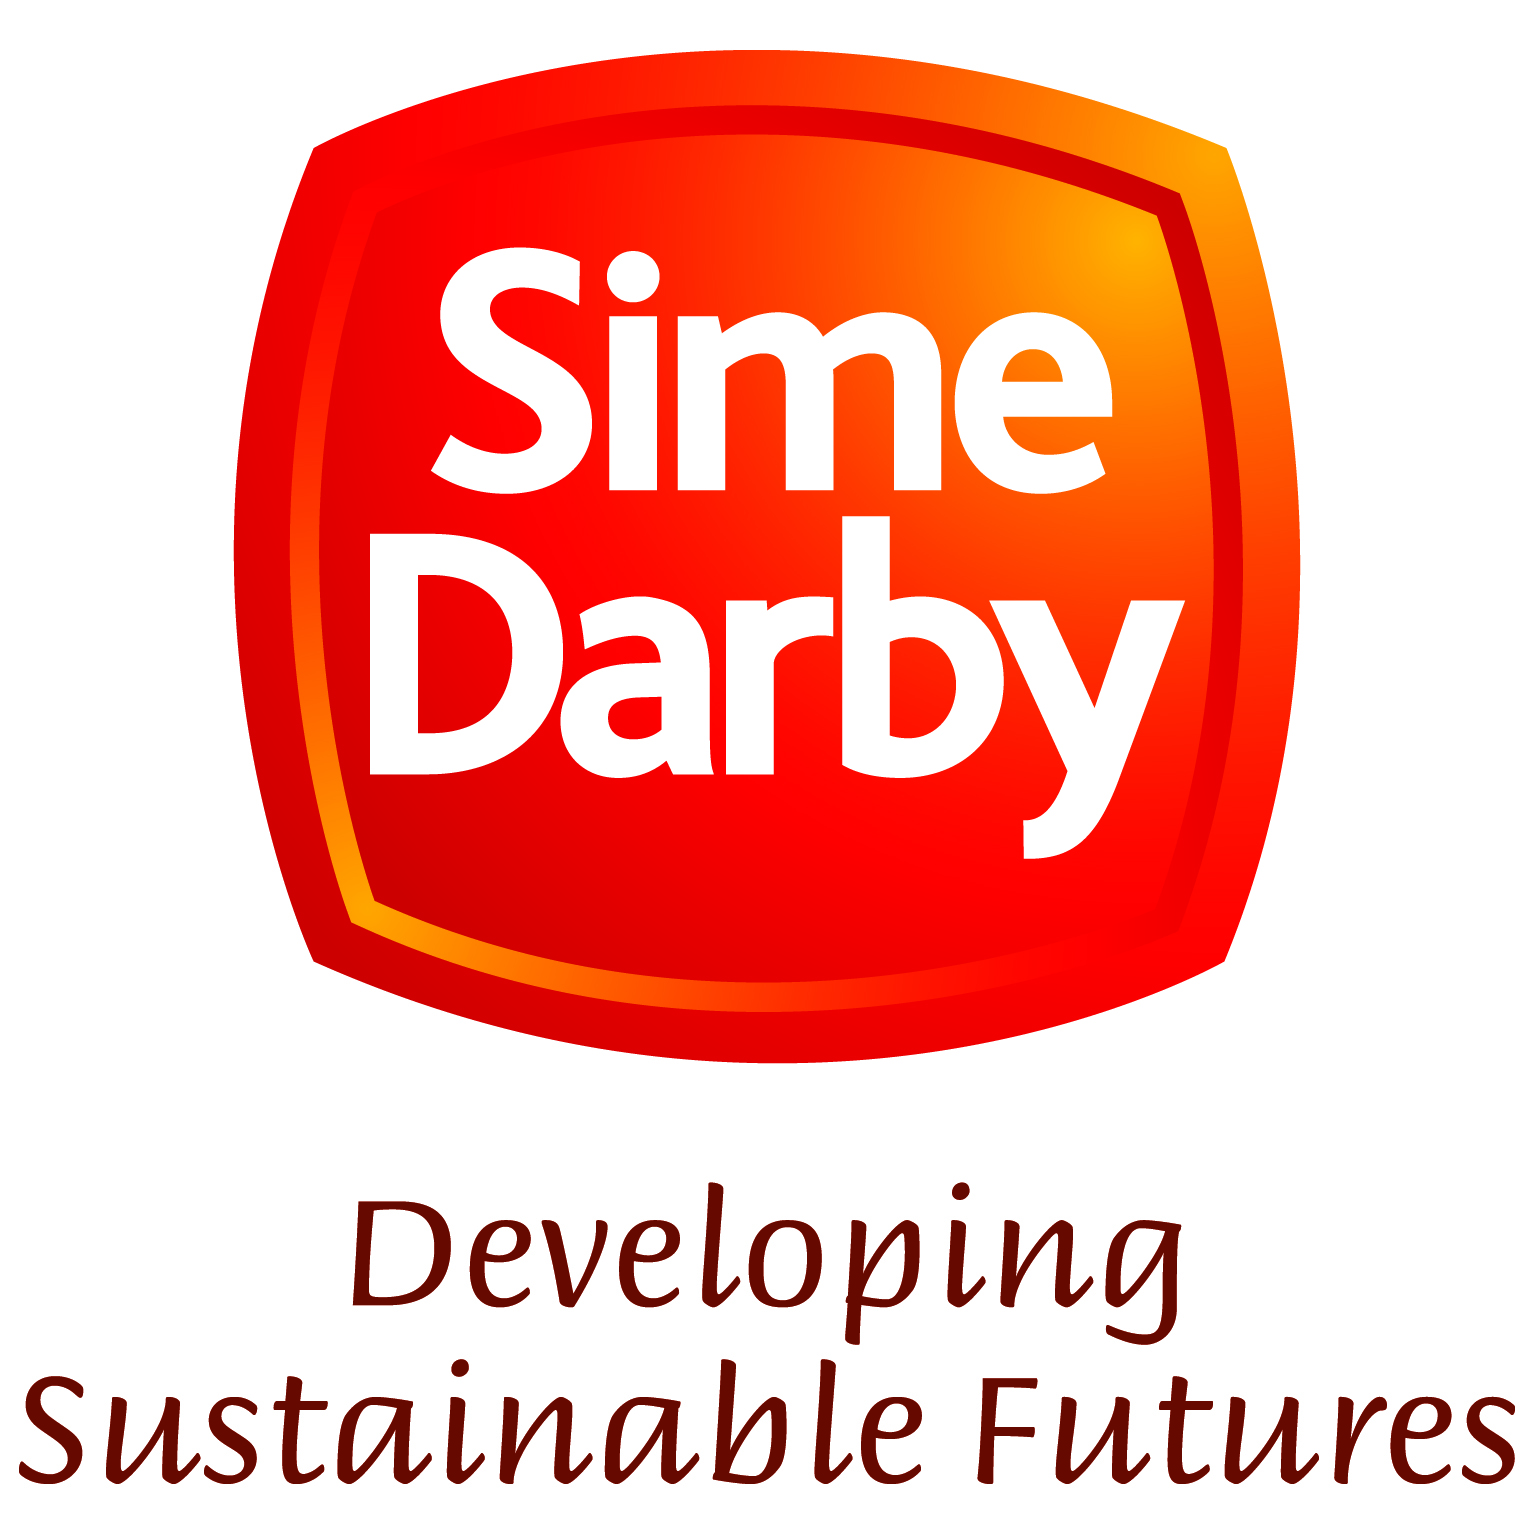 Sime
Darby
Developing
Sustainable Futures